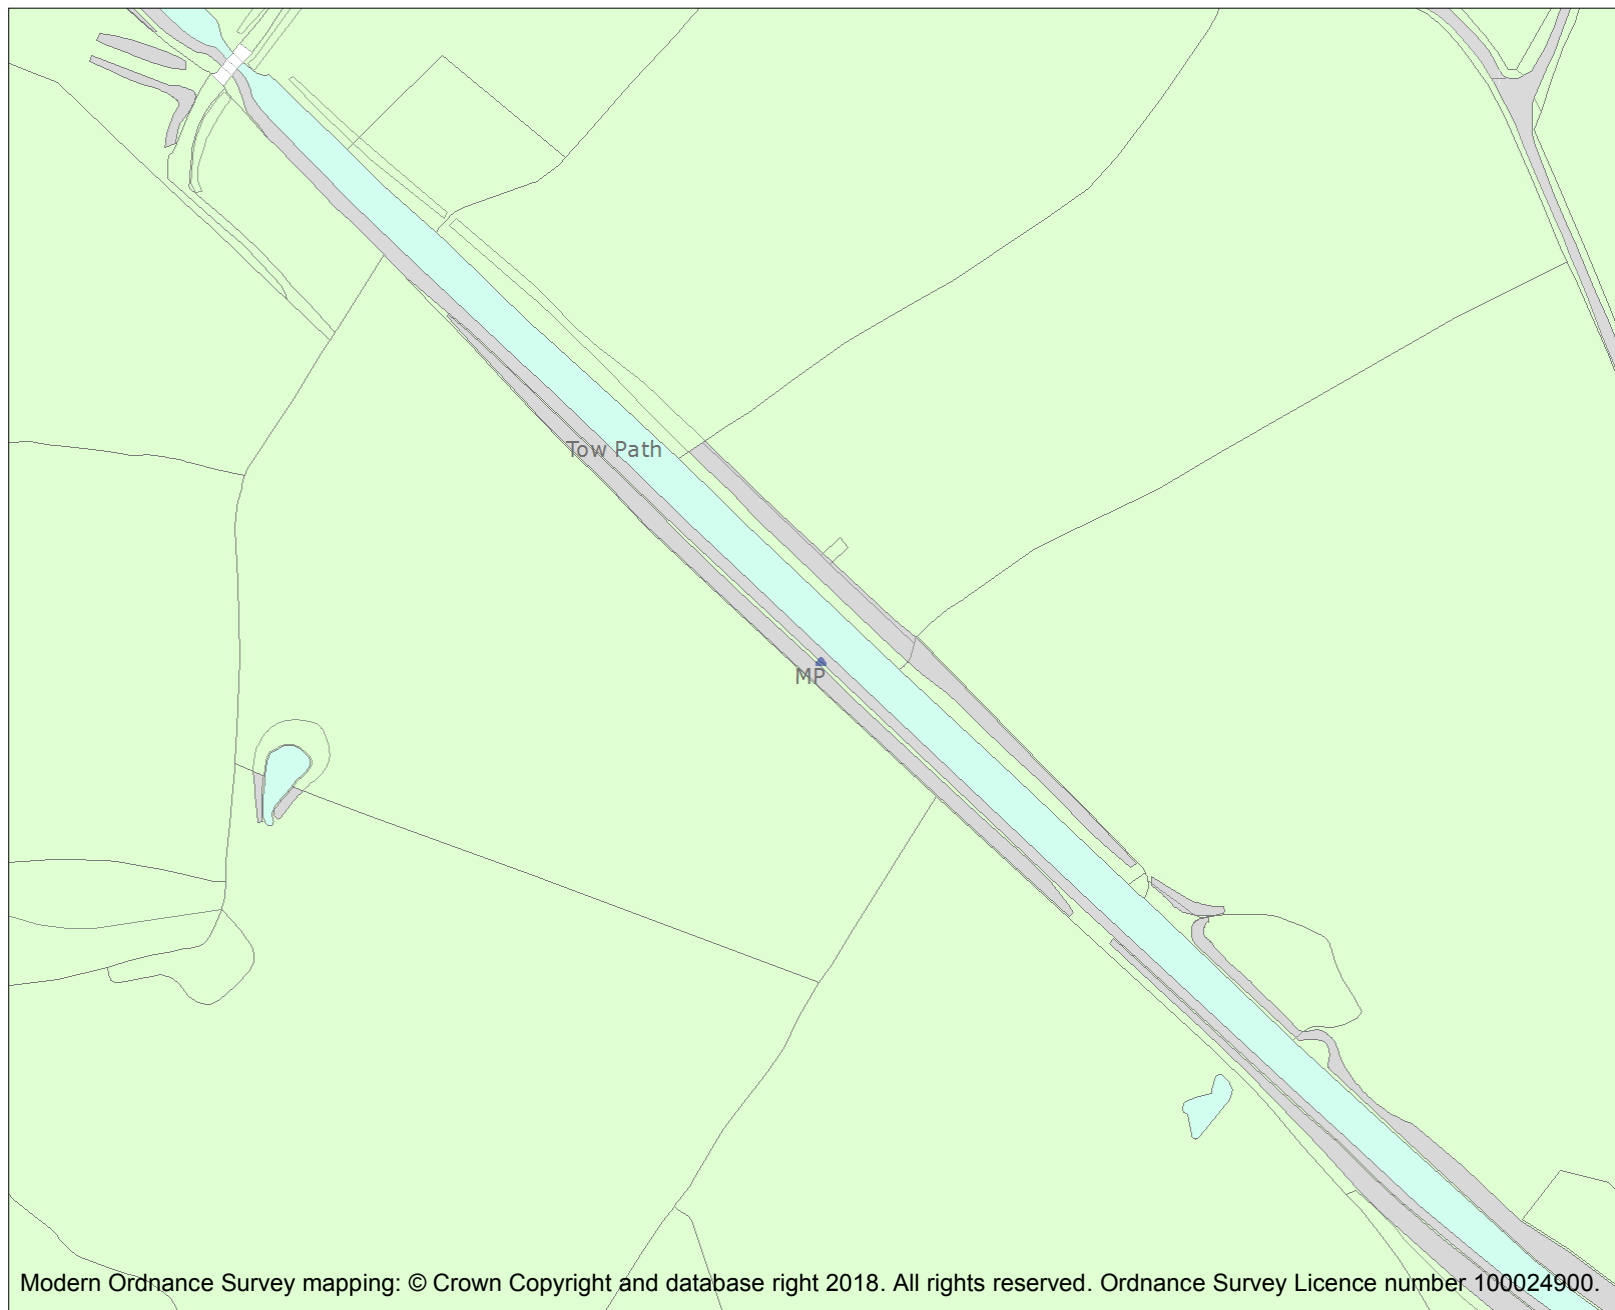 Tow Path
MP
Modern Ordnance Survey mapping: © Crown Copyright and database right 2018. All rights reserved. Ordnance Survey Licence number 100024900.